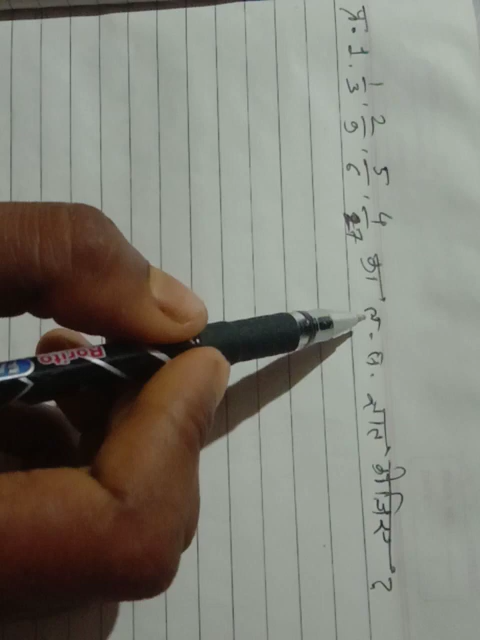 प्र. 1. 1/3, 2/9, 5/6, 4/27 का ल. स. ज्ञात कीजिए ?
Rorito